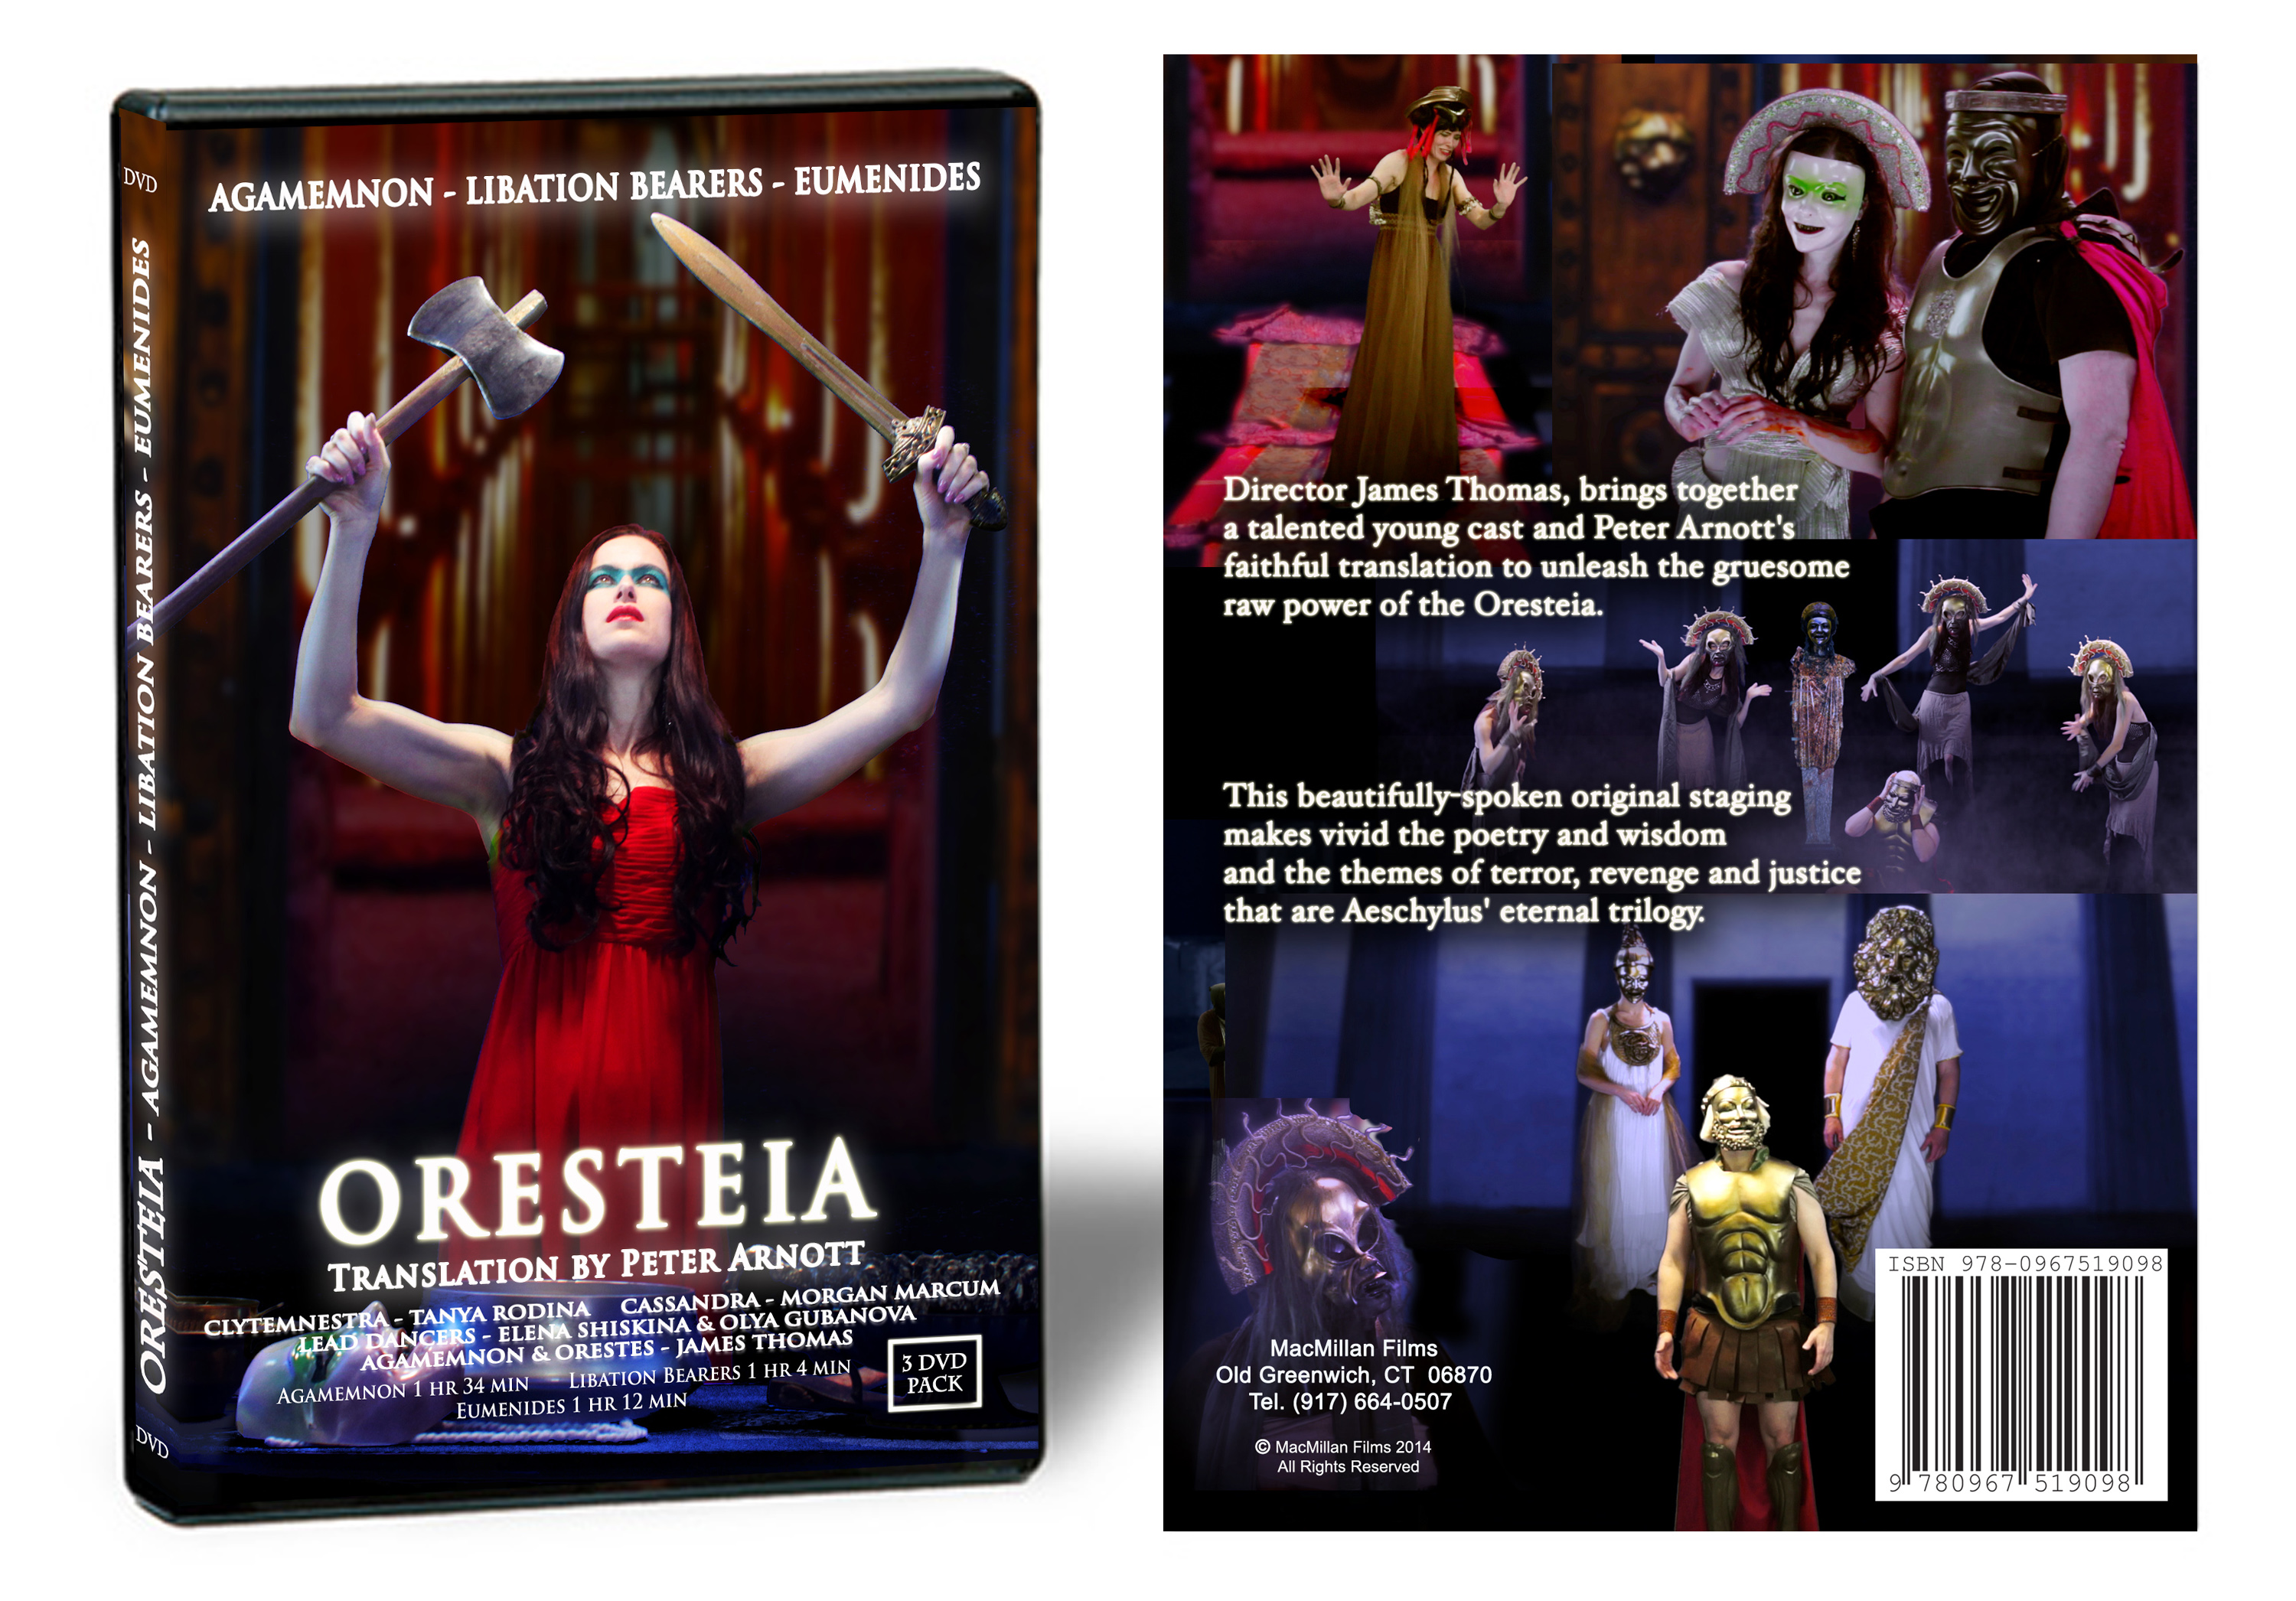 DVD
ORESTEIA - AGAMEMNON - LIBATION BEARERS - EUMENIDES
DVD
AGAMEMNON - LIBATION BEARERS - EUMENIDES
ORESTEIA
TRANSLATION BY PETER ARNOTT
CLYTEMNESTRA - TANYA RODINA CASSANDRA - MORGAN MARCUM
LEAD DANCERS - ELENA SHISKINA & OLYA GUBANOVA
AGAMEMNON & ORESTES - JAMES THOMAS
AGAMEMNON 1 HR 34 MIN LIBATION BEARERS 1 HR 4 MIN
EUMENIDES 1 HR 12 MIN
3 DVD
PACK
Director James Thomas, brings together
a talented young cast and Peter Arnott's
faithful translation to unleash the gruesome
raw power of the Oresteia.
This beautifully-spoken original staging
makes vivid the poetry and wisdom
and the themes of terror, revenge and justice
that are Aeschylus' eternal trilogy.
MacMillan Films
Old Greenwich, CT 06870
Tel. (917) 664-0507
© MacMillan Films 2014
All Rights Reserved
ISBN 978-0967519098
9 780967 519098